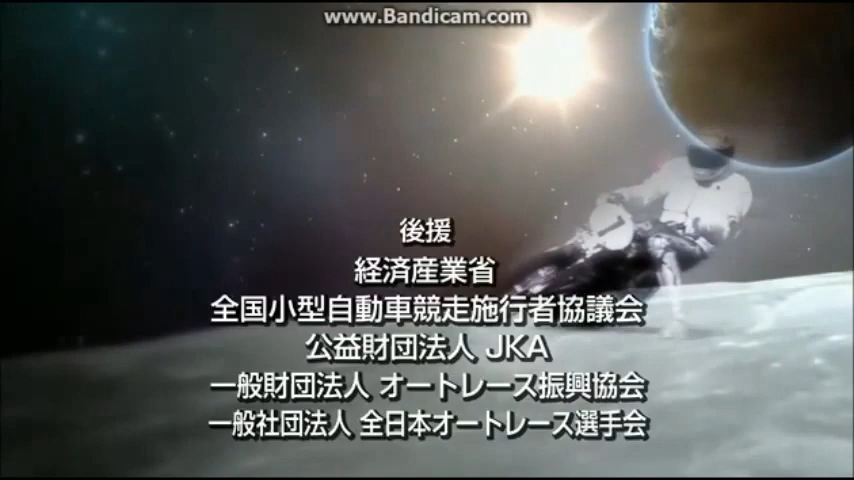 www.Bandicam.com
後援
経済産業省
全国小型自動車競走施行者協議会
公益財団法人 JKA
一般財団法人 オートレース振興協会
一般社団法人 全日本オートレース選手会